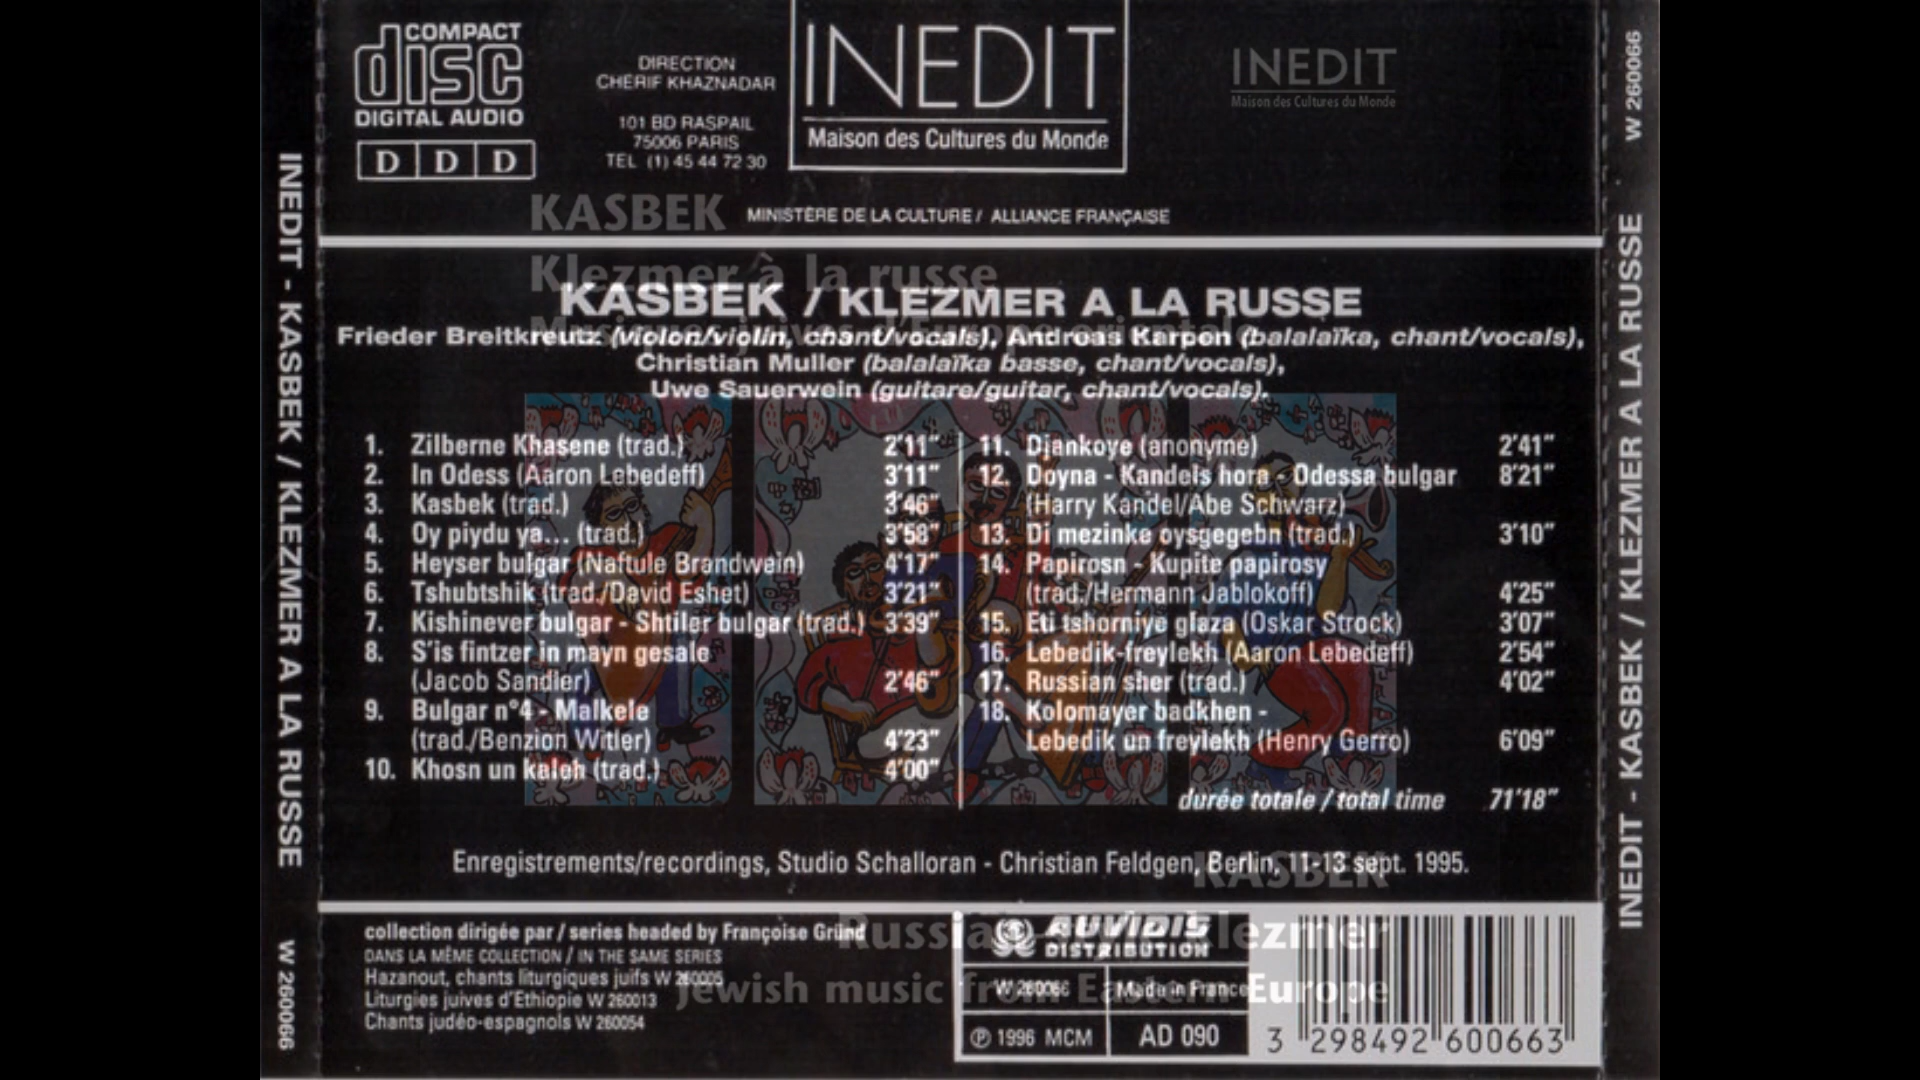 COMPACT
disc
DIGITAL AUDIO
D D D
DIRECTION
CHÉRIF KHAZNADAR
101 BD RASPAIL
75006 PARIS
TEL (1) 45 44 72 30
INEDIT
Maison des Cultures du Monde
INEDIT
Maison des Cultures du Monde
MINISTÈRE DE LA CULTURE / ALLIANCE FRANÇAISE
KASBEK
Klezmer à la russe
KASBEK / KLEZMER A LA RUSSE
Frieder Breitkreutz (violon/violin, chant/vocals), Andreas Karpen (balalaïka, chant/vocals),
Christian Muller (balalaïka basse, chant/vocals),
Uwe Sauerwein (guitare/guitar, chant/vocals).
1. Zilberne Khasene (trad.) 2'11"
2. In Odess (Aaron Lebedeff) 3'11"
3. Kasbek (trad.) 3'46"
4. Oy piydu ya... (trad.) 3'58"
5. Heyser bulgar (Naftule Brandwein) 4'17"
6. Tshubtshik (trad./David Eshet) 3'21"
7. Kishinever bulgar - Shtiler bulgar (trad.) 3'39"
8. S'is fintzer in mayn gesale
(Jacob Sandler) 2'46"
9. Bulgar n°4 - Malkele
(trad./Benzion Witler) 4'23"
10. Khosn un kaleh (trad.) 4'00"
11. Djankoye (anonyme) 2'41"
12. Doyna - Kandels hora - Odessa bulgar 8'21"
(Harry Kandel/Abe Schwarz)
13. Di mezinke oysgegebn (trad.) 3'10"
14. Papirosn - Kupite papirosy
(trad./Hermann Jablokoff) 4'25"
15. Eti tshorniye glaza (Oskar Strock) 3'07"
16. Lebedik-freylekh (Aaron Lebedeff) 2'54"
17. Russian sher (trad.) 4'02"
18. Kolomayer badkhen -
Lebedik un freylekh (Henry Gerro) 6'09"
durée totale / total time 71'18"
Enregistrements/recordings, Studio Schalloran - Christian Feldgen, Berlin, 11-13 sept. 1995.
KASBEK
Jewish music from Eastern Europe
collection dirigée par / series headed by Françoise Gründ
DANS LA MÊME COLLECTION / IN THE SAME SERIES
Hazanout, chants liturgiques juifs W 260005
Liturgies juives d'Ethiopie W 260013
Chants judéo-espagnols W 260054
AUVIDIS
DISTRIBUTION
W 260066 Made in France
℗ 1996 MCM AD 090
3 298492 600663
INEDIT - KASBEK / KLEZMER A LA RUSSE W 260066
INEDIT - KASBEK / KLEZMER A LA RUSSE W 260066